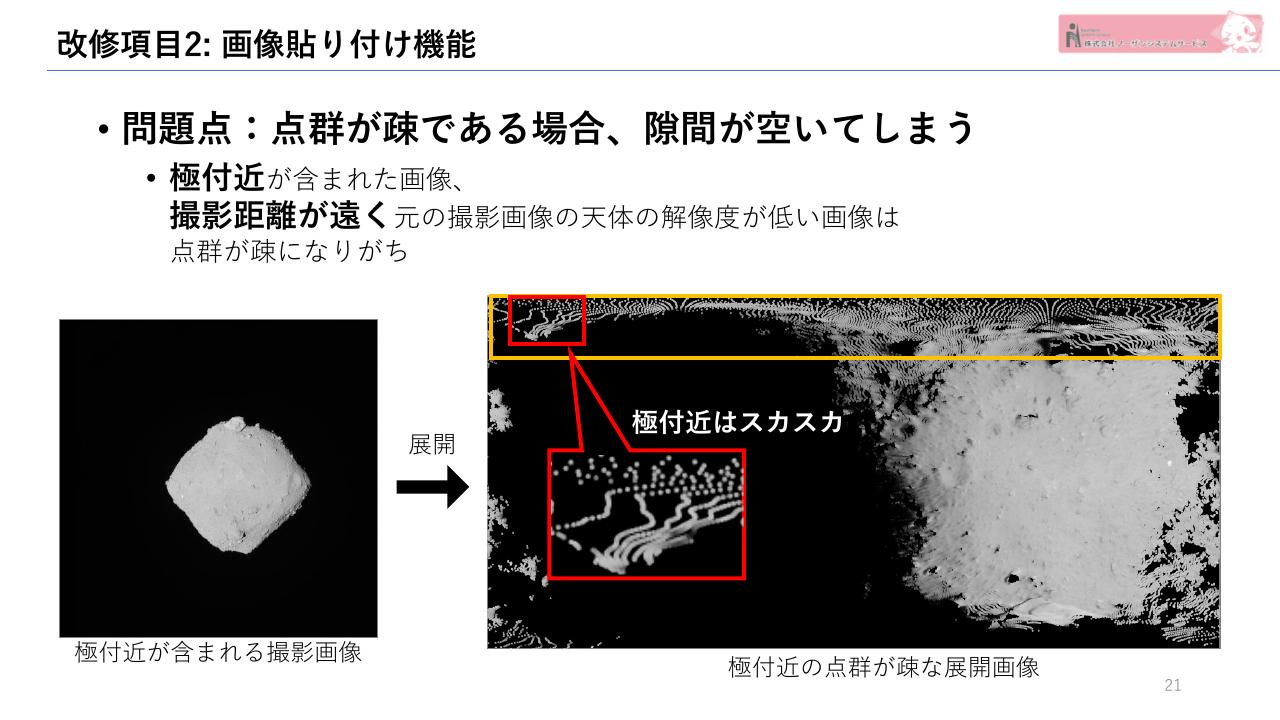 改修項目2: 画像貼り付け機能
株式会社 ノーザンシステムサービス
• 問題点：点群が疎である場合、隙間が空いてしまう
• 極付近が含まれた画像、
撮影距離が遠く元の撮影画像の天体の解像度が低い画像は
点群が疎になりがち
展開
極付近はスカスカ
極付近が含まれる撮影画像
極付近の点群が疎な展開画像
21